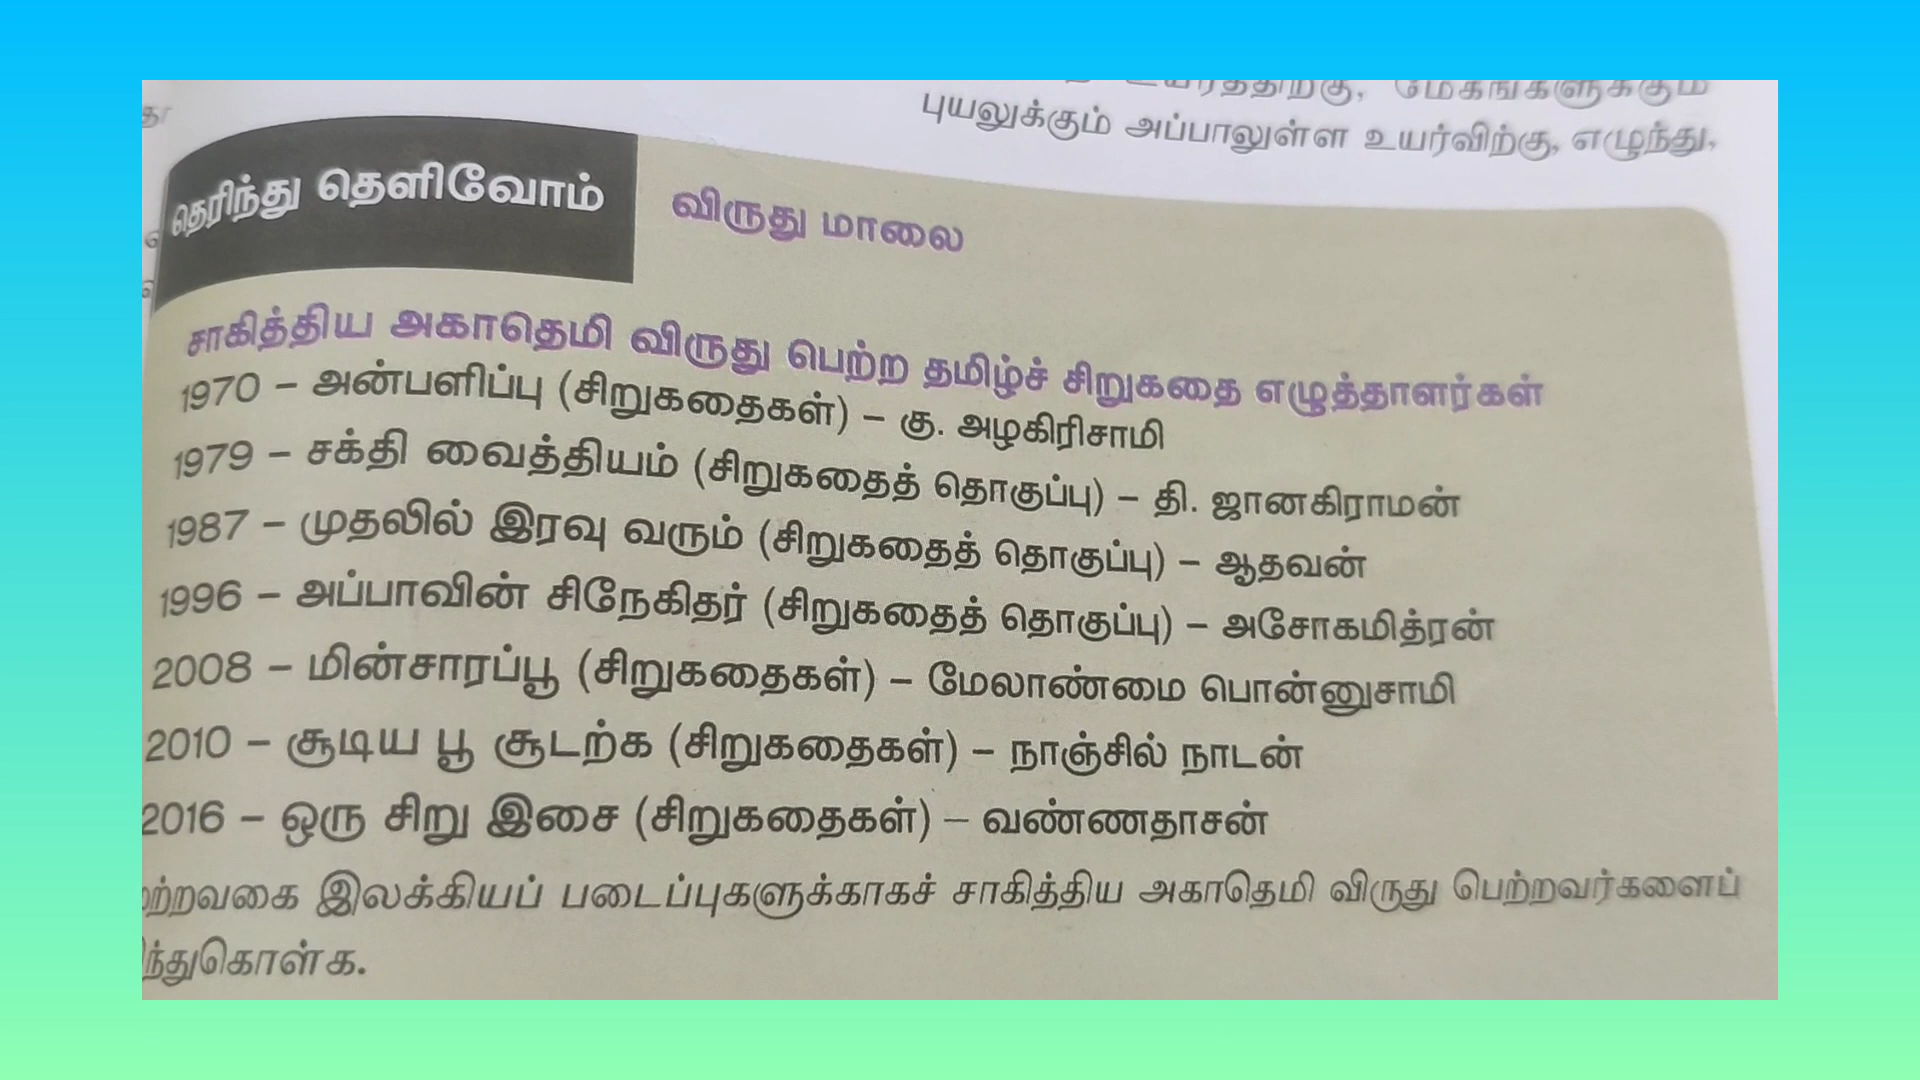 புயலுக்கும் அப்பாலுள்ள உயர்விற்கு, எழுந்து,
தெரிந்து தெளிவோம்
விருது மாலை
சாகித்திய அகாதெமி விருது பெற்ற தமிழ்ச் சிறுகதை எழுத்தாளர்கள்
1970 – அன்பளிப்பு (சிறுகதைகள்) – கு. அழகிரிசாமி
1979 – சக்தி வைத்தியம் (சிறுகதைத் தொகுப்பு) – தி. ஜானகிராமன்
1987 – முதலில் இரவு வரும் (சிறுகதைத் தொகுப்பு) – ஆதவன்
1996 – அப்பாவின் சிநேகிதர் (சிறுகதைத் தொகுப்பு) – அசோகமித்ரன்
2008 – மின்சாரப்பூ (சிறுகதைகள்) – மேலாண்மை பொன்னுசாமி
2010 – சூடிய பூ சூடற்க (சிறுகதைகள்) – நாஞ்சில் நாடன்
2016 – ஒரு சிறு இசை (சிறுகதைகள்) – வண்ணதாசன்
இலக்கியப் படைப்புகளுக்காகச் சாகித்திய அகாதெமி விருது பெற்றவர்களைப்